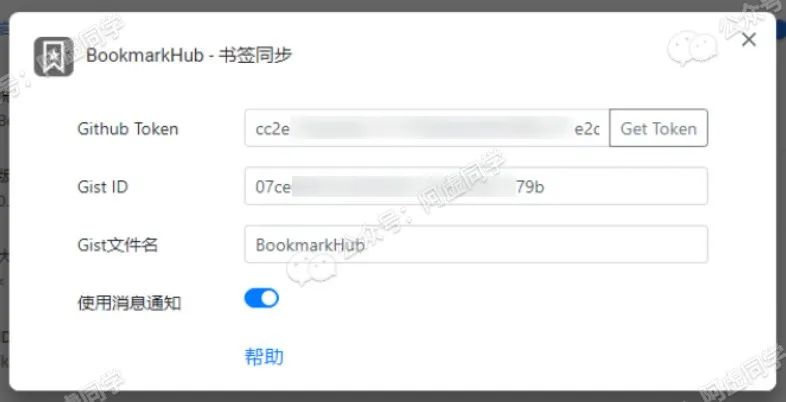 BookmarkHub - 书签同步
Github Token
cc2e
e2c
Get Token
Gist ID
07ce
79b
Gist文件名
BookmarkHub
使用消息通知
帮助
公众号：阿虚同学